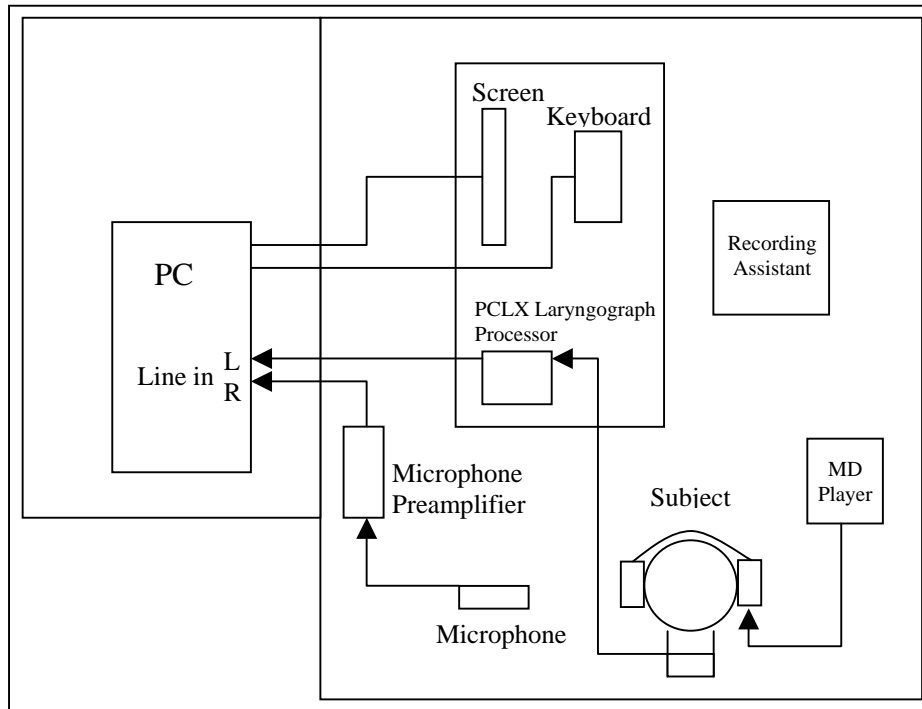 Screen
Keyboard
PC
Recording
Assistant
PCLX Laryngograph
Processor
Line in
L
R
Microphone
Preamplifier
MD
Player
Subject
Microphone